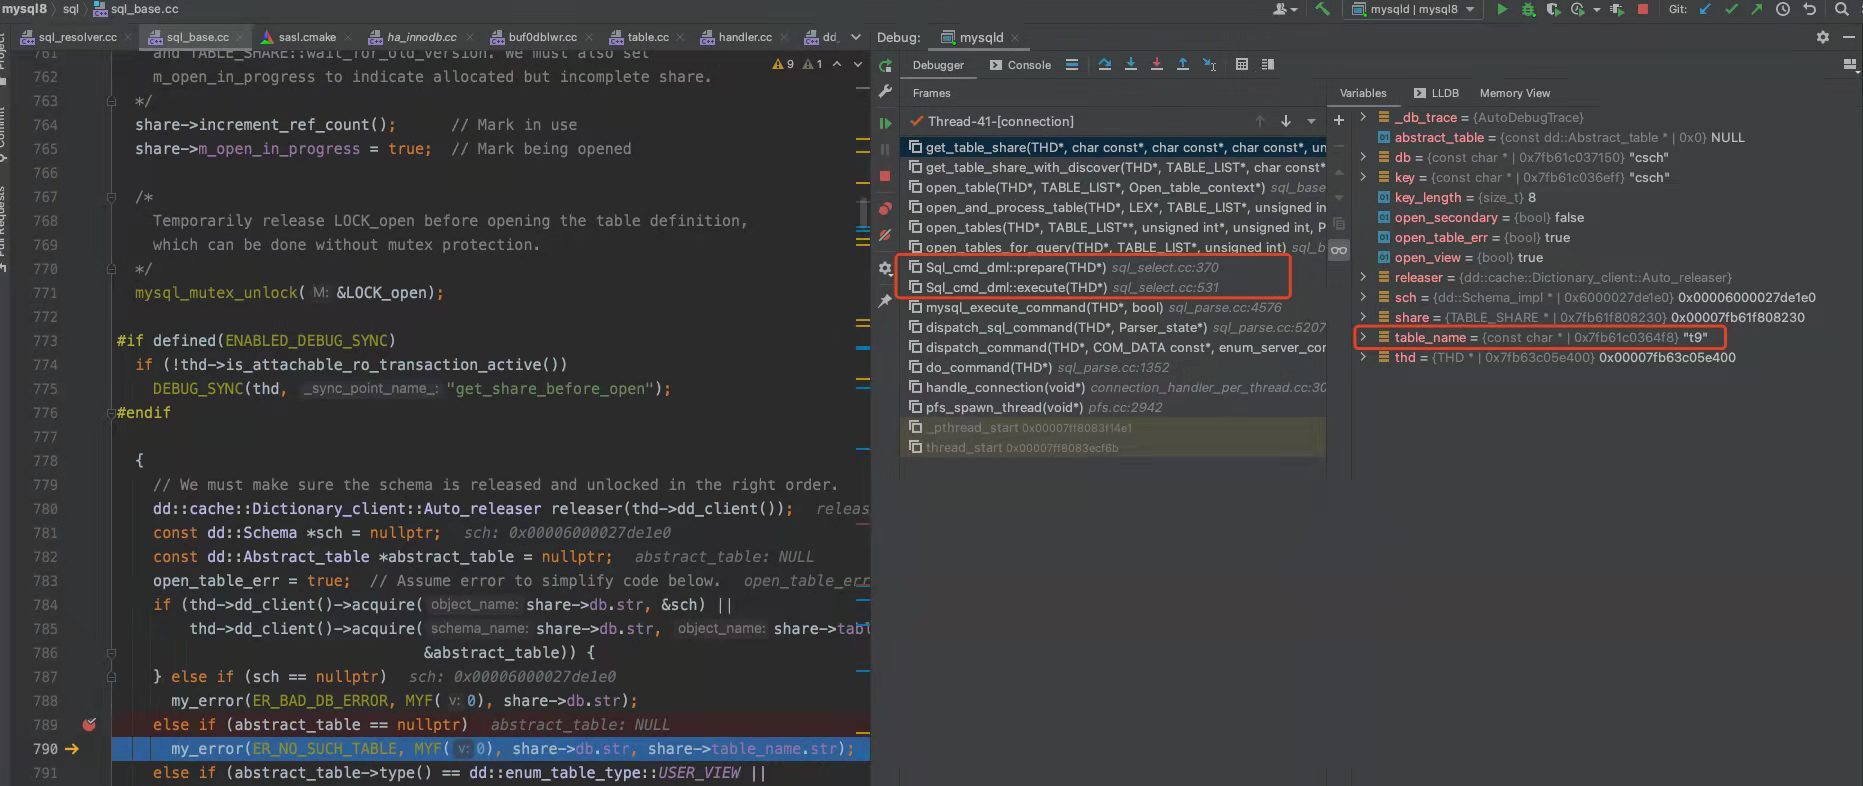 mysql8 › sql › sql_base.cc
mysqld | mysql8
Git:
sql_resolver.cc
sql_base.cc
sasl.cmake
ha_innodb.cc
buf0dblwr.cc
table.cc
handler.cc
dd_
Debug:
mysqld
Project
Commit
Pull Requests
9
1
761 and TABLE_SHARE::wait_for_old_version. We must also set
762 m_open_in_progress to indicate allocated but incomplete share.
763 */
764 share->increment_ref_count(); // Mark in use
765 share->m_open_in_progress = true; // Mark being opened
766
767 /*
768 Temporarily release LOCK_open before opening the table definition,
769 which can be done without mutex protection.
770 */
771 mysql_mutex_unlock( M: &LOCK_open);
772
773 #if defined(ENABLED_DEBUG_SYNC)
774 if (!thd->is_attachable_ro_transaction_active())
775 DEBUG_SYNC(thd, _sync_point_name_: "get_share_before_open");
776 #endif
777
778 {
779 // We must make sure the schema is released and unlocked in the right order.
780 dd::cache::Dictionary_client::Auto_releaser releaser(thd->dd_client()); releas
781 const dd::Schema *sch = nullptr; sch: 0x00006000027de1e0
782 const dd::Abstract_table *abstract_table = nullptr; abstract_table: NULL
783 open_table_err = true; // Assume error to simplify code below. open_table_err
784 if (thd->dd_client()->acquire( object_name: share->db.str, &sch) ||
785 thd->dd_client()->acquire( schema_name: share->db.str, object_name: share->tabl
786 &abstract_table)) {
787 } else if (sch == nullptr) sch: 0x00006000027de1e0
788 my_error(ER_BAD_DB_ERROR, MYF( v: 0), share->db.str);
789 else if (abstract_table == nullptr) abstract_table: NULL
790 my_error(ER_NO_SUCH_TABLE, MYF( v: 0), share->db.str, share->table_name.str);
791 else if (abstract_table->type() == dd::enum_table_type::USER_VIEW ||
Debugger
Console
Frames
Thread-41-[connection]
get_table_share(THD*, char const*, char const*, char const*, un
get_table_share_with_discover(THD*, TABLE_LIST*, char const*
open_table(THD*, TABLE_LIST*, Open_table_context*) sql_base
open_and_process_table(THD*, LEX*, TABLE_LIST*, unsigned in
open_tables(THD*, TABLE_LIST**, unsigned int*, unsigned int, P
open_tables_for_query(THD*, TABLE_LIST*, unsigned int) sql_b
Sql_cmd_dml::prepare(THD*) sql_select.cc:370
Sql_cmd_dml::execute(THD*) sql_select.cc:531
mysql_execute_command(THD*, bool) sql_parse.cc:4576
dispatch_sql_command(THD*, Parser_state*) sql_parse.cc:5207
dispatch_command(THD*, COM_DATA const*, enum_server_con
do_command(THD*) sql_parse.cc:1352
handle_connection(void*) connection_handler_per_thread.cc:30
pfs_spawn_thread(void*) pfs.cc:2942
_pthread_start 0x00007ff8083f14e1
thread_start 0x00007ff8083ecf6b
Variables
LLDB
Memory View
_db_trace = {AutoDebugTrace}
abstract_table = {const dd::Abstract_table * | 0x0} NULL
db = {const char * | 0x7fb61c037150} "csch"
key = {const char * | 0x7fb61c036eff} "csch"
key_length = {size_t} 8
open_secondary = {bool} false
open_table_err = {bool} true
open_view = {bool} true
releaser = {dd::cache::Dictionary_client::Auto_releaser}
sch = {dd::Schema_impl * | 0x6000027de1e0} 0x00006000027de1e0
share = {TABLE_SHARE * | 0x7fb61f808230} 0x00007fb61f808230
table_name = {const char * | 0x7fb61c0364f8} "t9"
thd = {THD * | 0x7fb63c05e400} 0x00007fb63c05e400